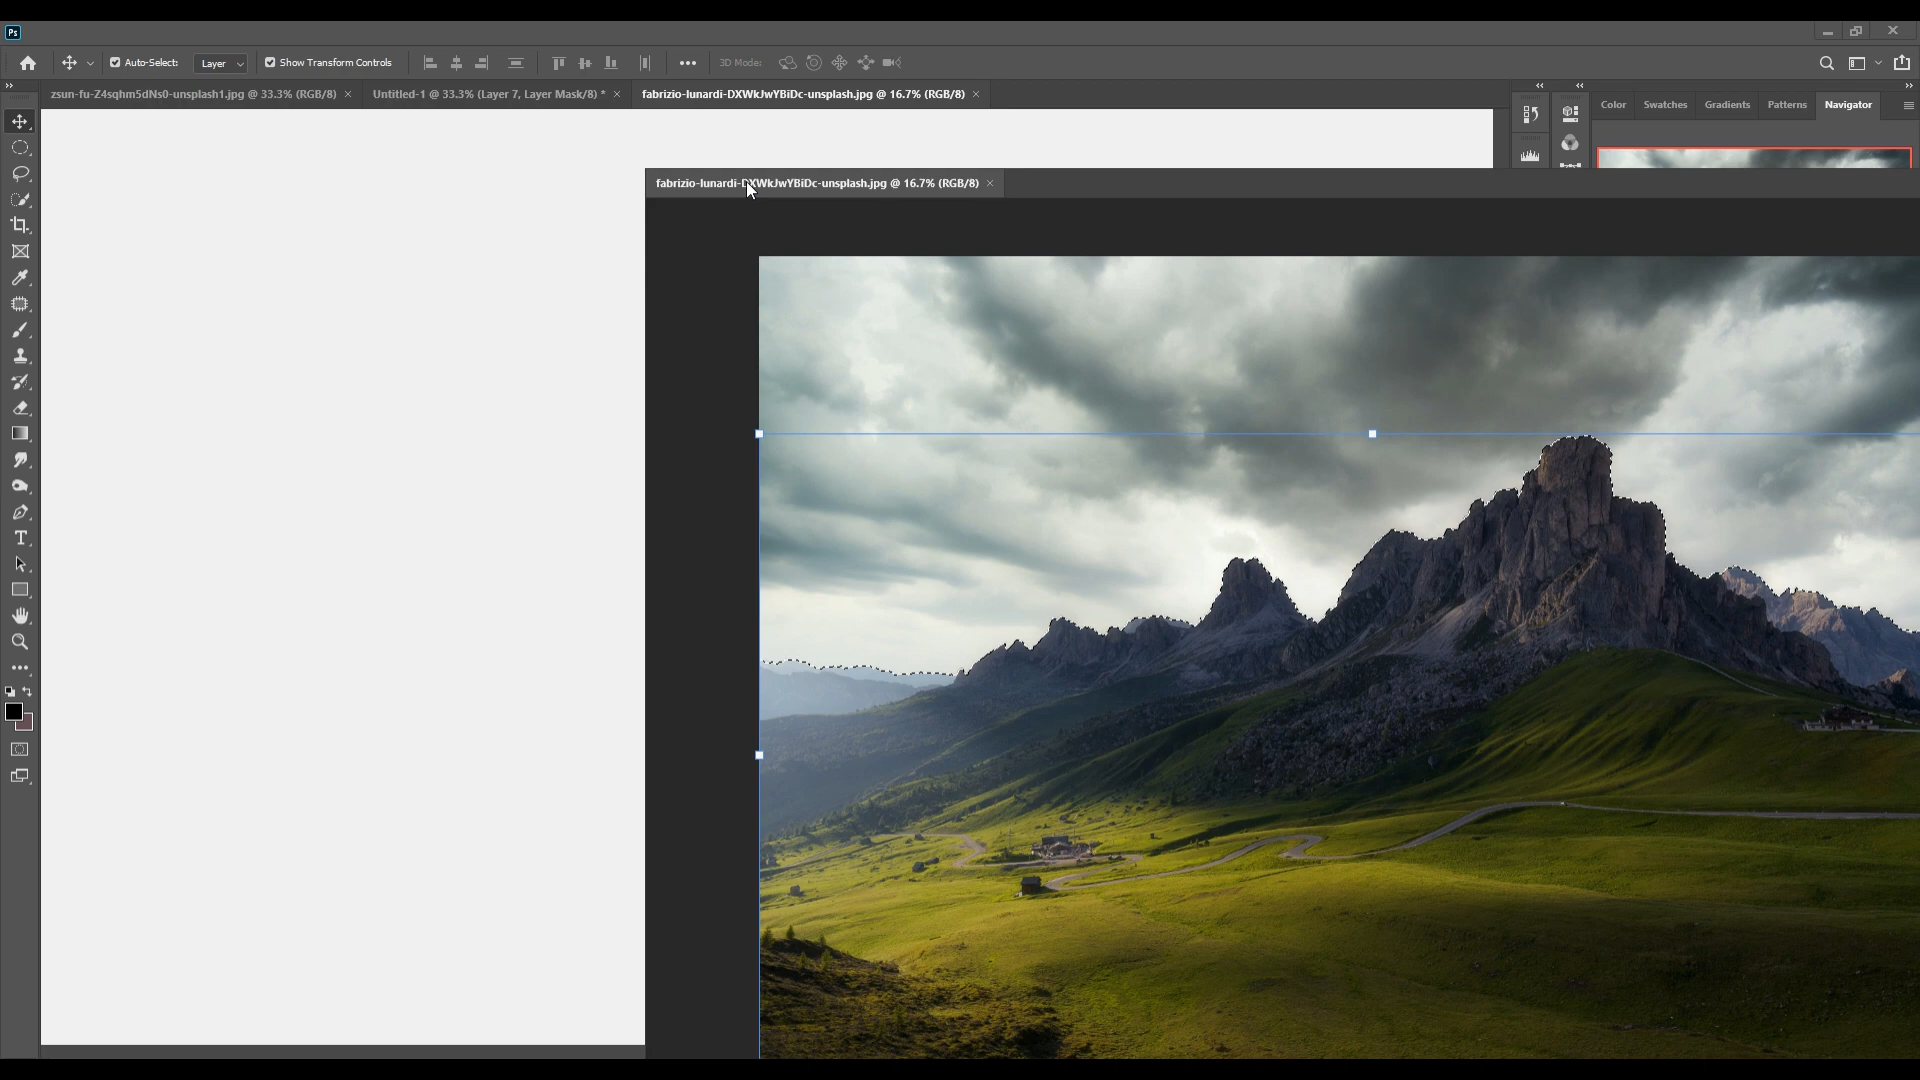 Ps
Auto-Select:
Layer
Show Transform Controls
3D Mode:
zsun-fu-Z4sqhm5dNs0-unsplash1.jpg @ 33.3% (RGB/8)
Untitled-1 @ 33.3% (Layer 7, Layer Mask/8) *
fabrizio-lunardi-DXWkJwYBiDc-unsplash.jpg @ 16.7% (RGB/8)
Color
Swatches
Gradients
Patterns
Navigator
fabrizio-lunardi-DXWkJwYBiDc-unsplash.jpg @ 16.7% (RGB/8)